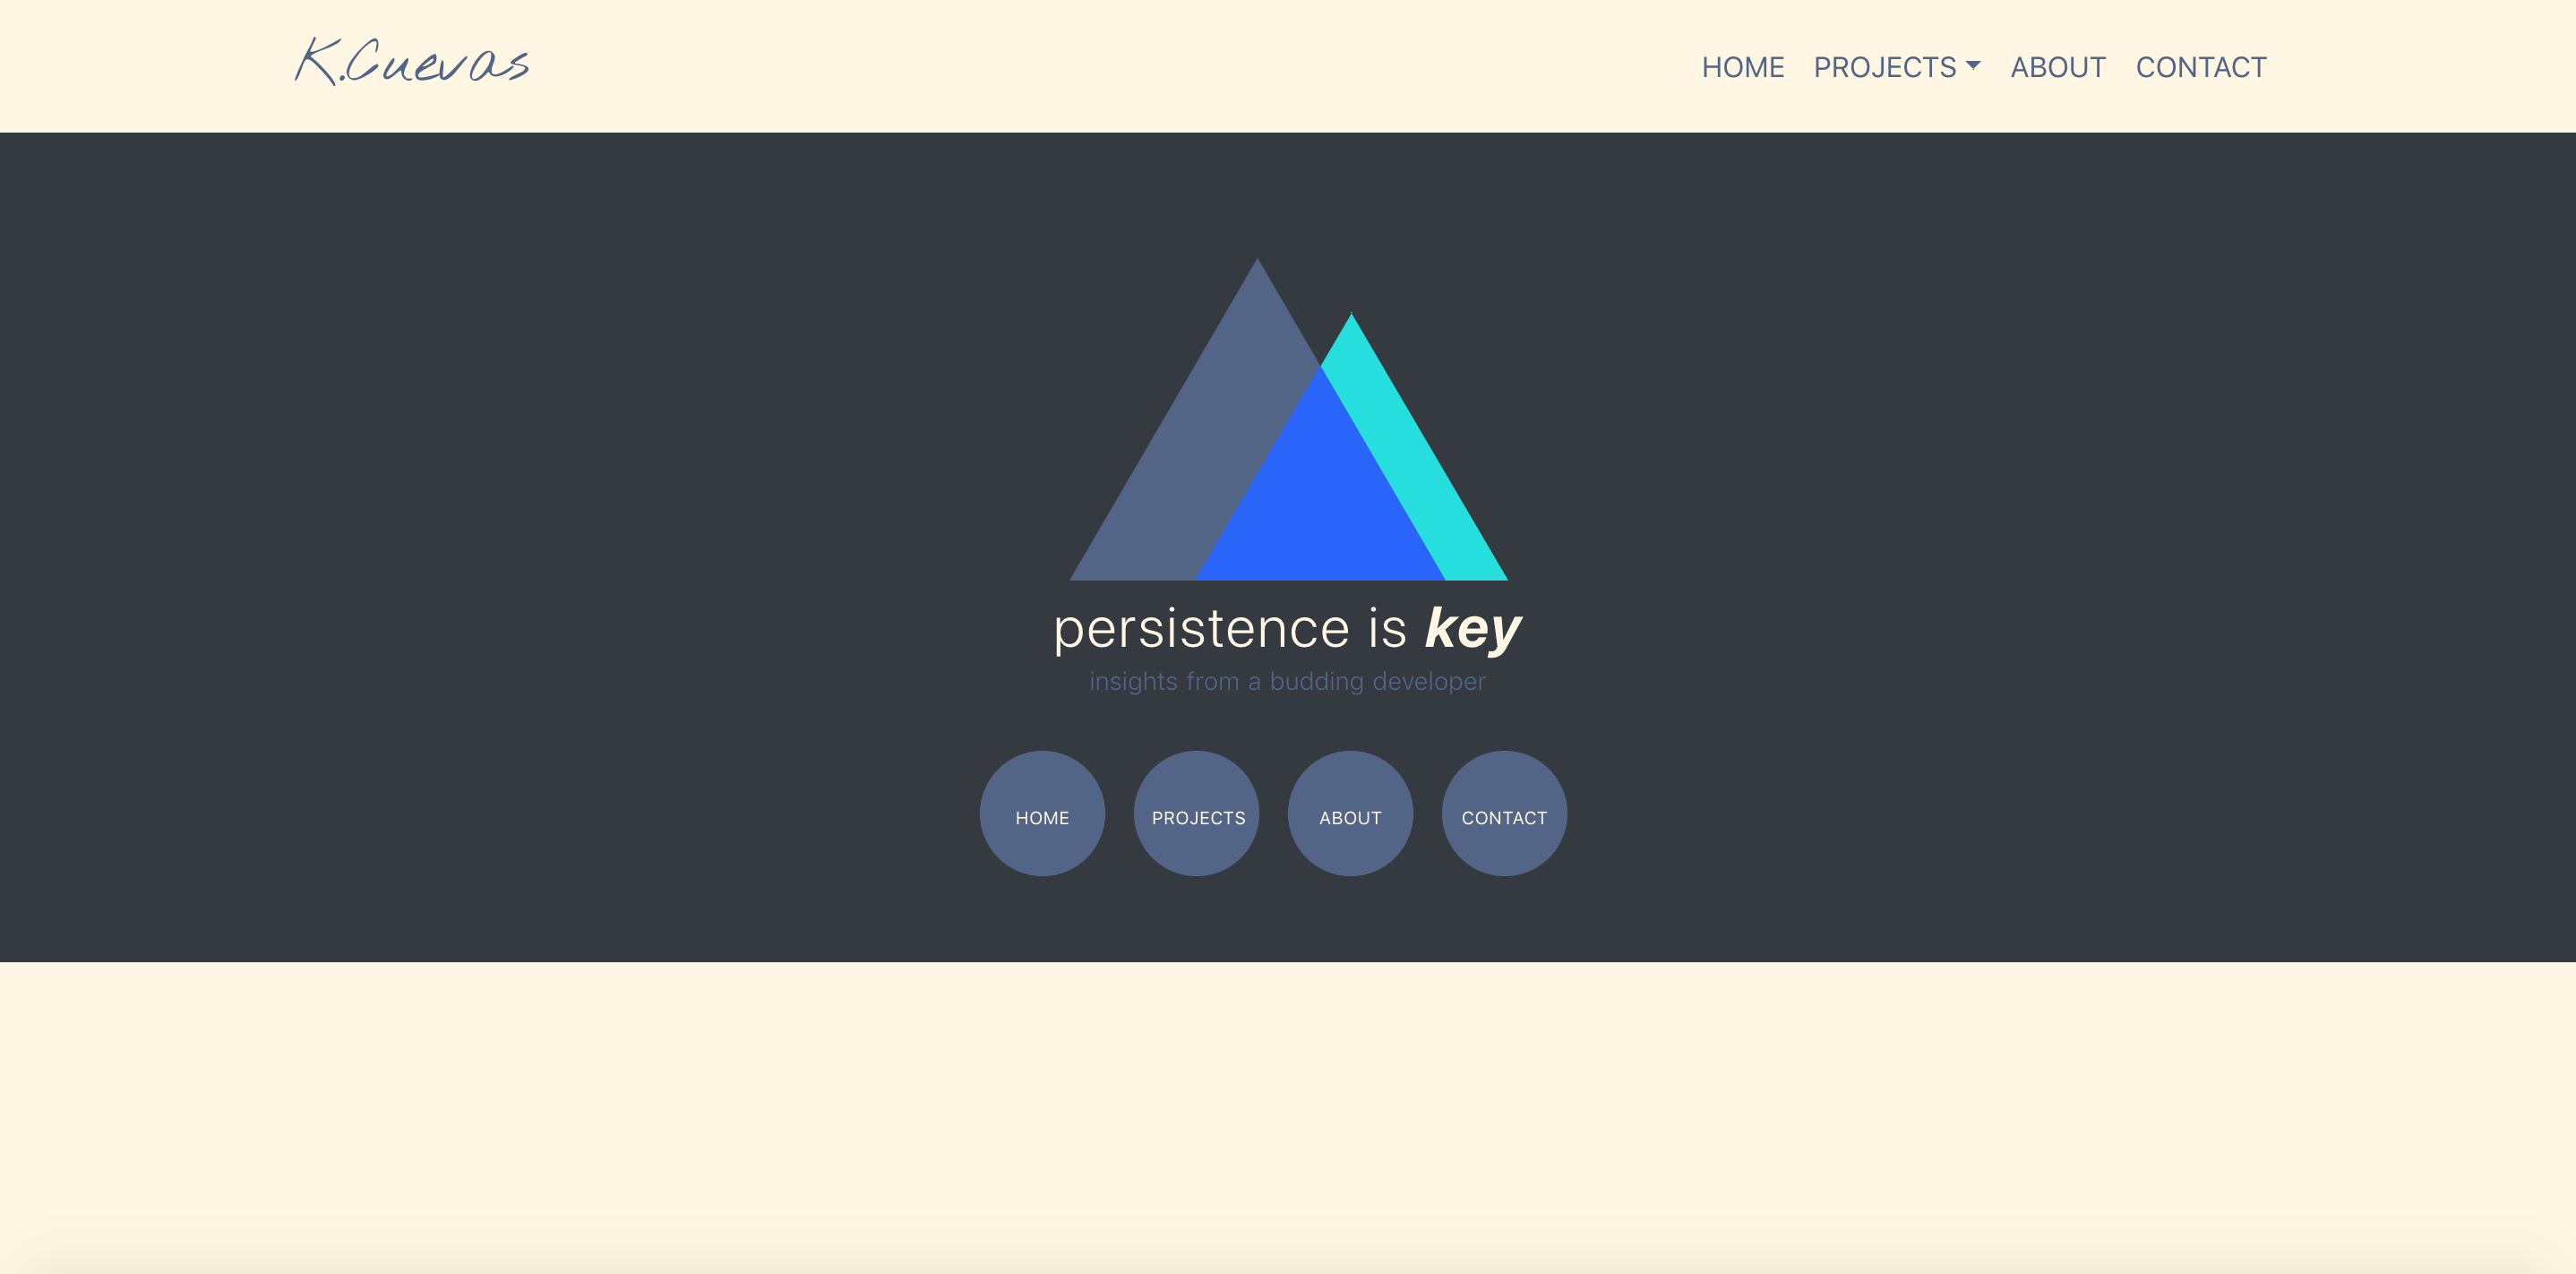 K.Cuevas
HOME PROJECTS ABOUT CONTACT
persistence is key
insights from a budding developer
HOME PROJECTS ABOUT CONTACT